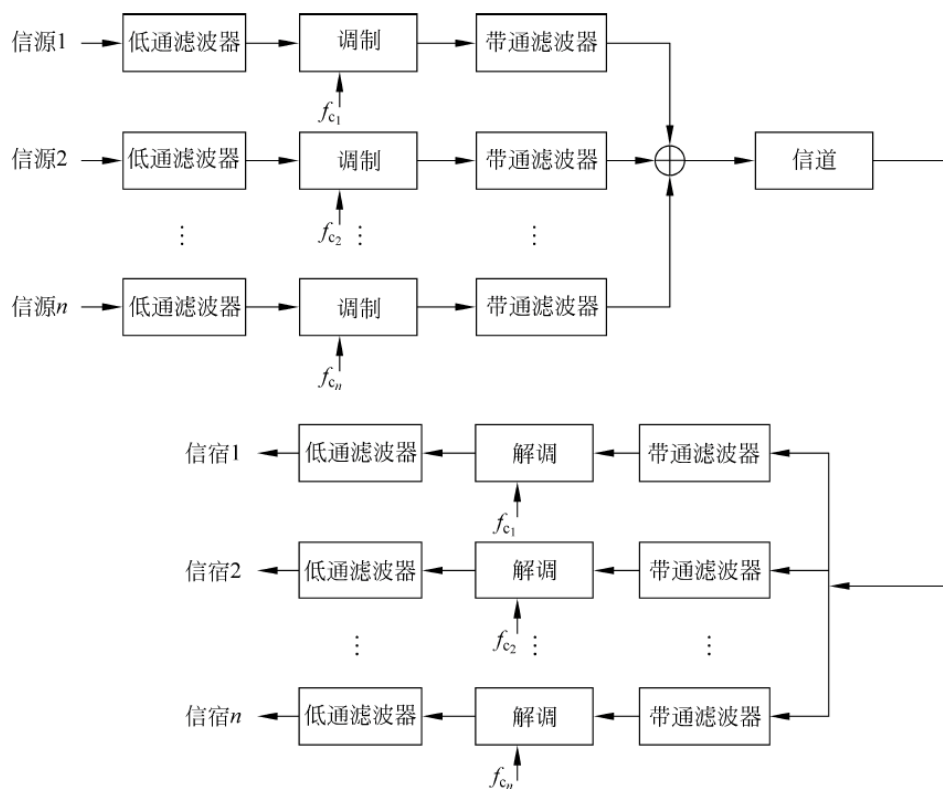 信源1 低通滤波器 调制 带通滤波器
f_{c_1}
信源2 低通滤波器 调制 带通滤波器 信道
⋮ f_{c_2} ⋮ ⋮
信源n 低通滤波器 调制 带通滤波器
f_{c_n}
信宿1 低通滤波器 解调 带通滤波器
f_{c_1}
信宿2 低通滤波器 解调 带通滤波器
⋮ f_{c_2} ⋮ ⋮
信宿n 低通滤波器 解调 带通滤波器
f_{c_n}